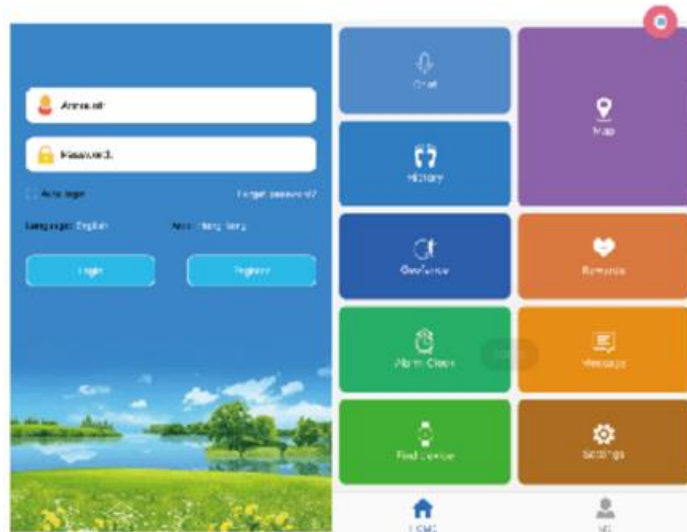 Account:
Password:
Auto login
Forget password?
Language: English
Area: Hong Kong
Login
Register
Chat
Map
History
Geofence
Rewards
Alarm Clock
Message
Find Device
Settings
HOME
ME